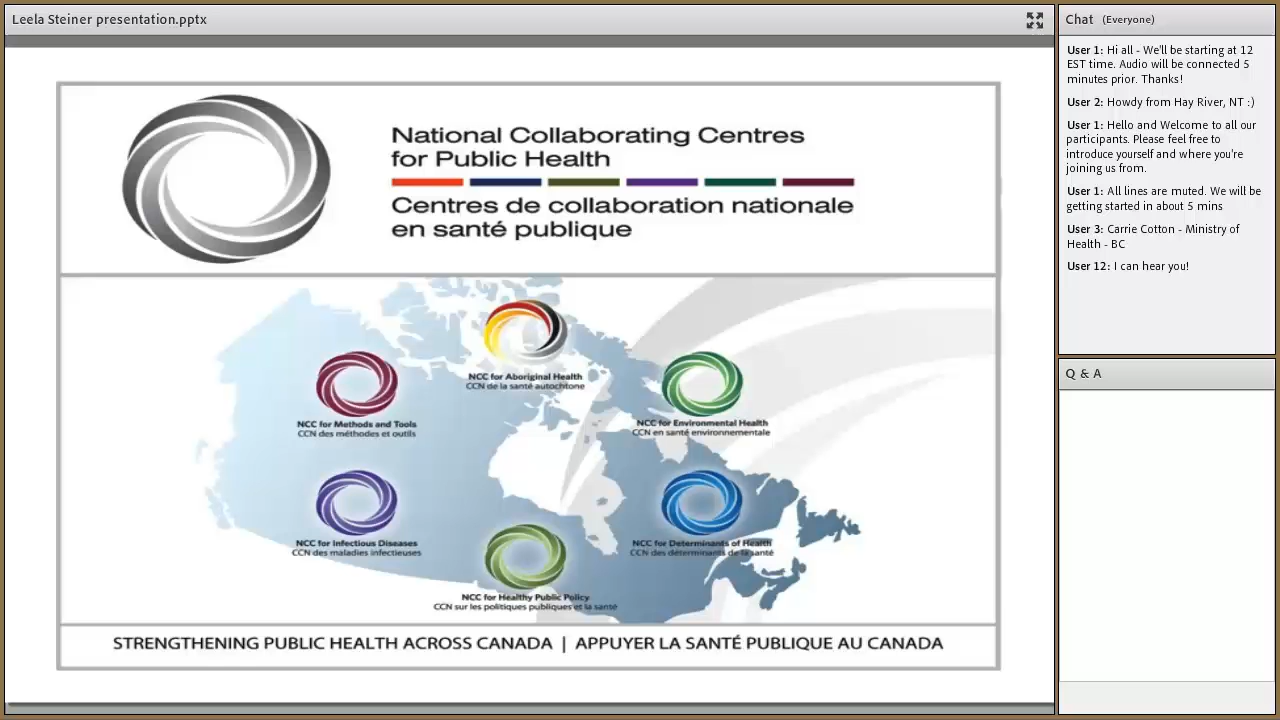 Leela Steiner presentation.pptx
National Collaborating Centres
for Public Health
Centres de collaboration nationale
en santé publique
NCC for Aboriginal Health
CCN de la santé autochtone
NCC for Methods and Tools
CCN des méthodes et outils
NCC for Environmental Health
CCN en santé environnementale
NCC for Infectious Diseases
CCN des maladies infectieuses
NCC for Determinants of Health
CCN des déterminants de la santé
NCC for Healthy Public Policy
CCN sur les politiques publiques et la santé
STRENGTHENING PUBLIC HEALTH ACROSS CANADA | APPUYER LA SANTÉ PUBLIQUE AU CANADA
Chat (Everyone)
User 1: Hi all - We'll be starting at 12
EST time. Audio will be connected 5
minutes prior. Thanks!
User 2: Howdy from Hay River, NT :)
User 1: Hello and Welcome to all our
participants. Please feel free to
introduce yourself and where you're
joining us from.
User 1: All lines are muted. We will be
getting started in about 5 mins
User 3: Carrie Cotton - Ministry of
Health - BC
User 12: I can hear you!
Q & A